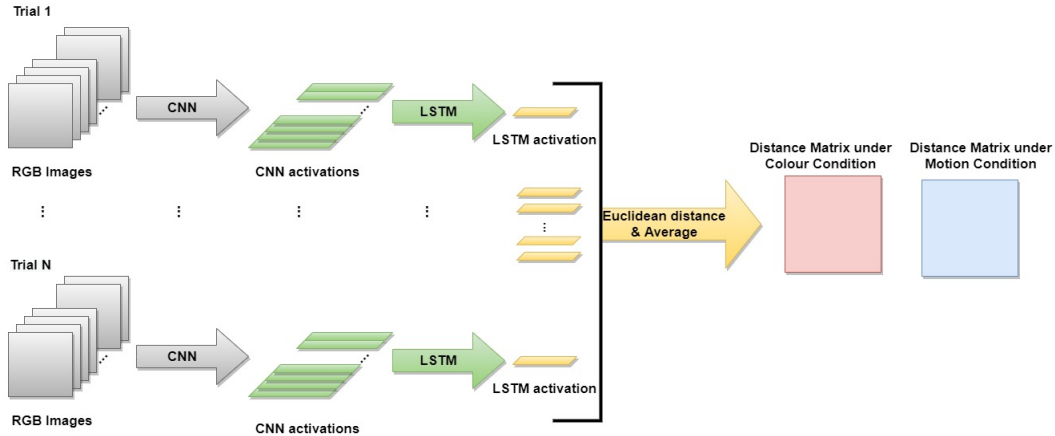 Trial 1
CNN
LSTM
RGB Images
CNN activations
LSTM activation
Distance Matrix under
Colour Condition
Distance Matrix under
Motion Condition
Euclidean distance
& Average
Trial N
CNN
LSTM
RGB Images
CNN activations
LSTM activation